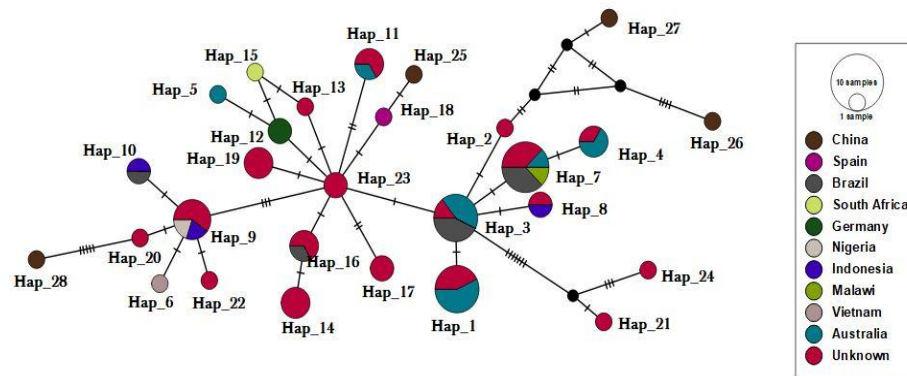 Hap_27
Hap_11
Hap_15
Hap_25
Hap_5
Hap_13
Hap_18
Hap_26
Hap_12
Hap_2
Hap_4
Hap_10
Hap_19
Hap_7
Hap_23
Hap_8
Hap_9
Hap_3
Hap_20
Hap_16
Hap_24
Hap_28
Hap_6
Hap_22
Hap_17
Hap_14
Hap_1
Hap_21
10 samples
1 sample
China
Spain
Brazil
South Africa
Germany
Nigeria
Indonesia
Malawi
Vietnam
Australia
Unknown